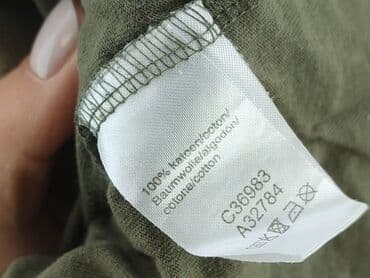 100% katoen/coton/
Baumwolle/algodón/
cotone/cotton
C36983
A32784